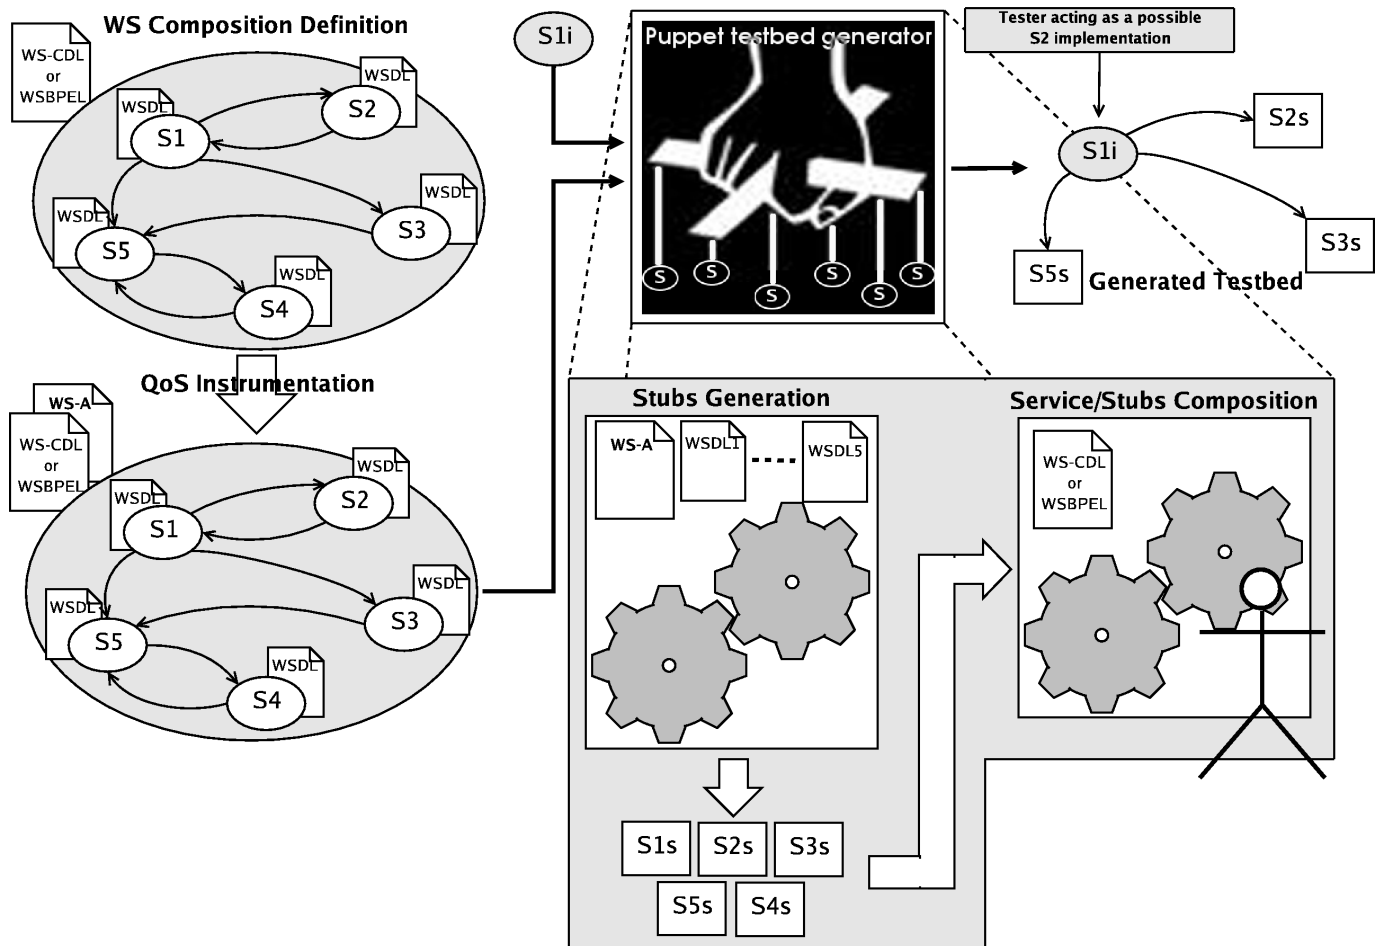 WS Composition Definition
WS-CDL
or
WSBPEL
WSDL
S1
WSDL
S2
WSDL
S3
WSDL
S5
WSDL
S4
QoS Instrumentation
WS-A
WS-CDL
or
WSBPEL
WSDL
S1
WSDL
S2
WSDL
S3
WSDL
S5
WSDL
S4
S1i
Puppet testbed generator
S
S
S
S
S
S
Tester acting as a possible
S2 implementation
S1i
S2s
S3s
S5s
Generated Testbed
Stubs Generation
WS-A
WSDL1
WSDL5
S1s
S2s
S3s
S5s
S4s
Service/Stubs Composition
WS-CDL
or
WSBPEL